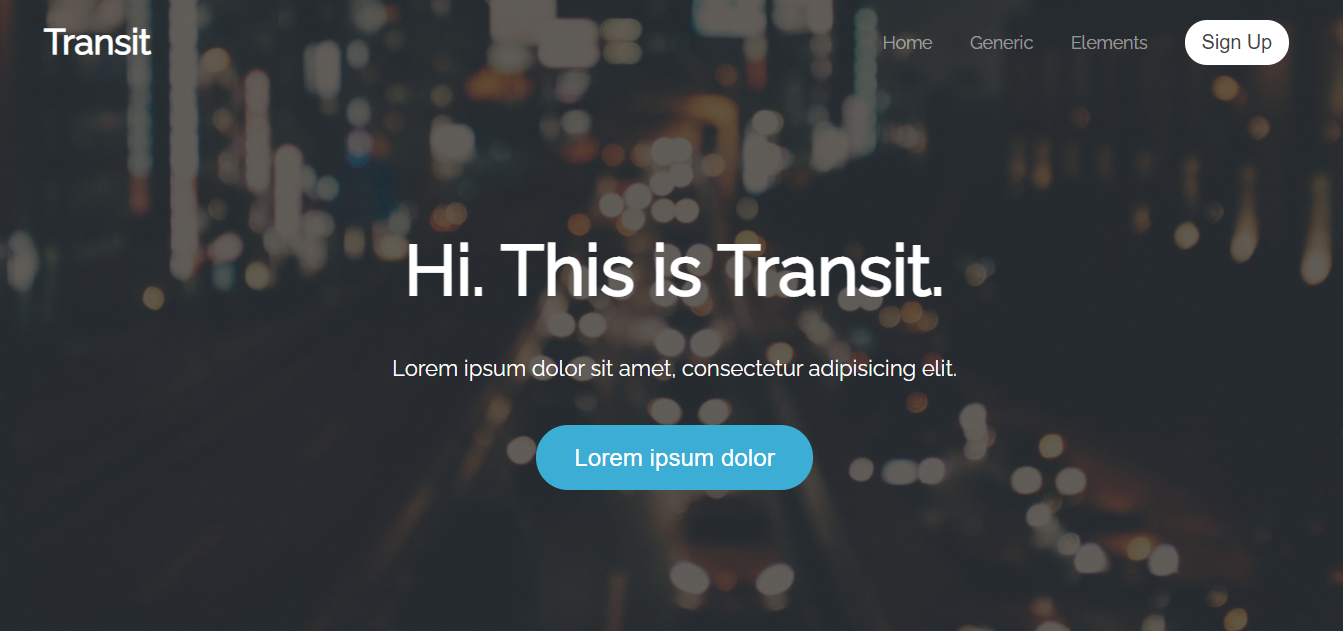 Transit
Home Generic Elements Sign Up
Hi. This is Transit.
Lorem ipsum dolor sit amet, consectetur adipisicing elit.
Lorem ipsum dolor